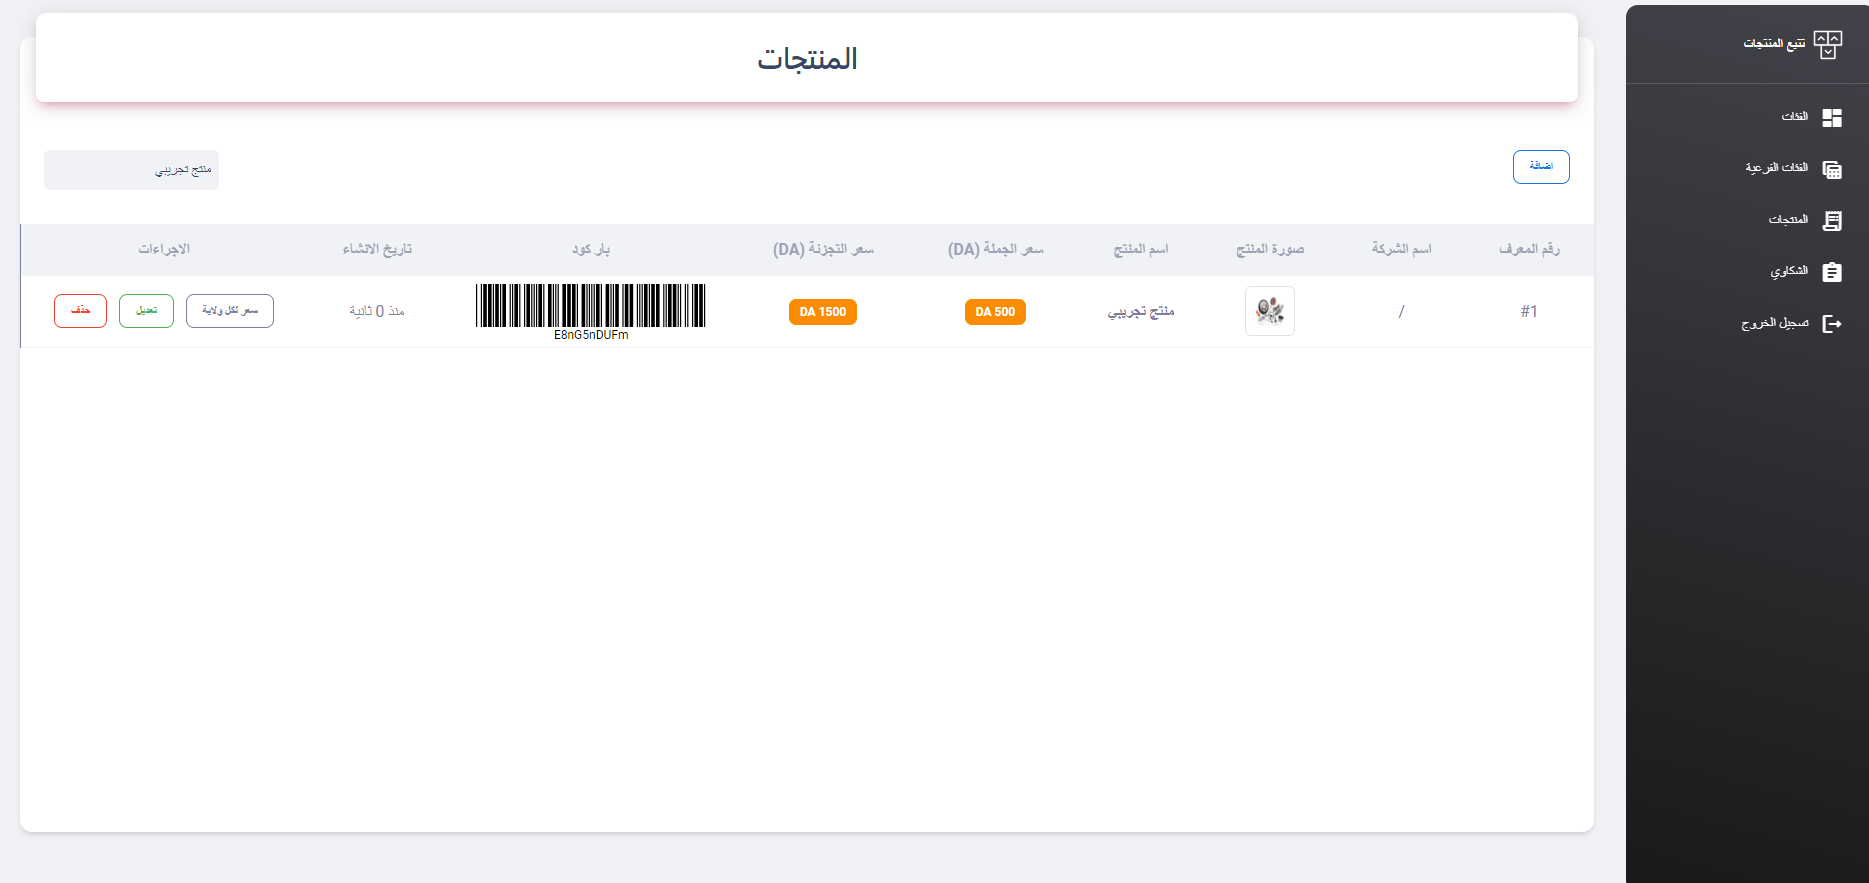 تتبع المنتجات
الفئات
الفئات الفرعية
المنتجات
الشكاوي
تسجيل الخروج
المنتجات
اضافة
منتج تجريبي
رقم المعرف
اسم الشركة
صورة المنتج
اسم المنتج
سعر الجملة (DA)
سعر التجزئة (DA)
بار كود
تاريخ الانشاء
الاجراءات
#1
/
منتج تجريبي
DA 500
DA 1500
E8nG5nDUFm
منذ 0 ثانية
سعر لكل ولاية
تعديل
حذف